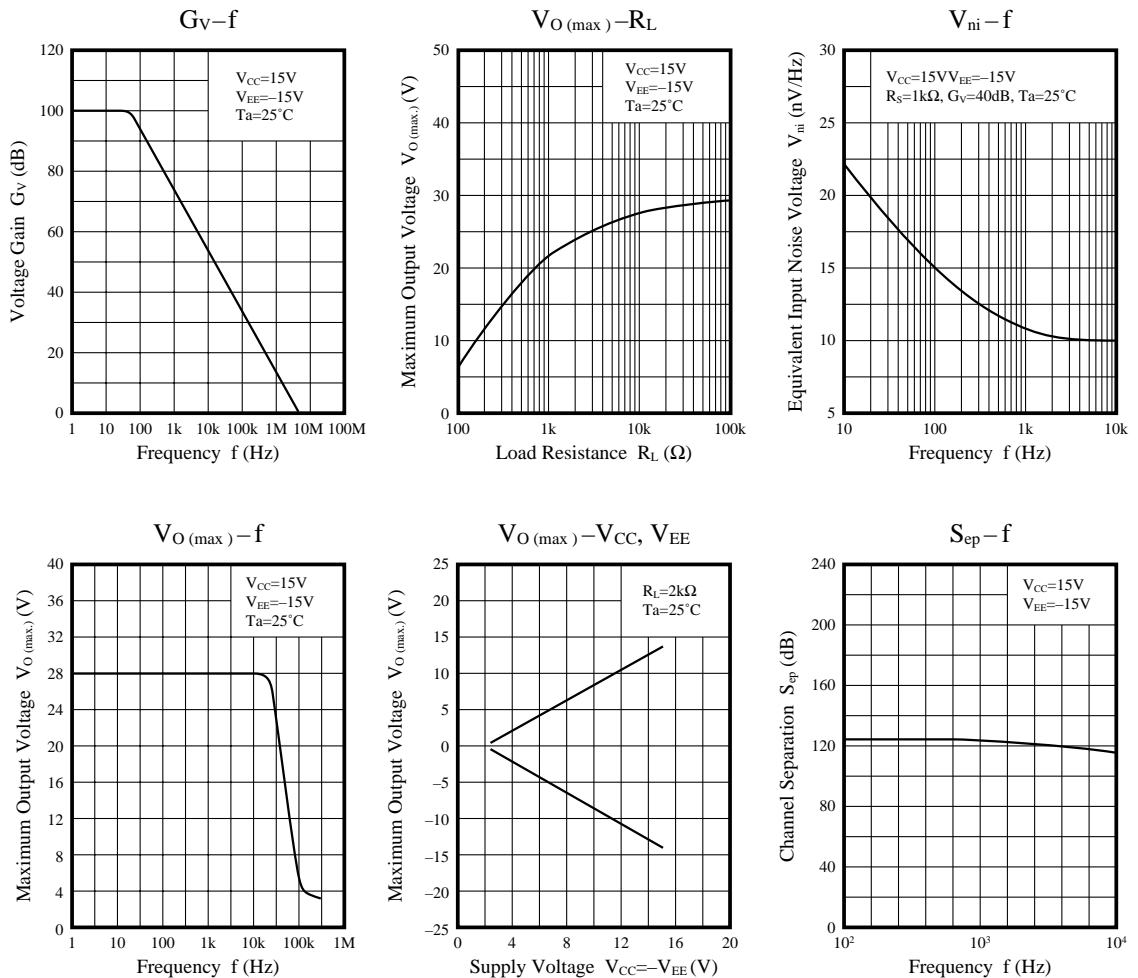 GV–f
120
100
80
60
40
20
0
Voltage Gain GV (dB)
VCC=15V
VEE=–15V
Ta=25˚C
1 10 100 1k 10k 100k 1M 10M 100M
Frequency f (Hz)
VO (max )–RL
50
40
30
20
10
0
Maximum Output Voltage VO (max.) (V)
VCC=15V
VEE=–15V
Ta=25˚C
100 1k 10k 100k
Load Resistance RL (Ω)
Vni–f
30
25
20
15
10
5
Equivalent Input Noise Voltage Vni (nV/Hz)
VCC=15VVEE=–15V
RS=1kΩ, GV=40dB, Ta=25˚C
10 100 1k 10k
Frequency f (Hz)
VO (max )–f
40
36
32
28
24
20
16
12
8
4
0
Maximum Output Voltage VO (max.) (V)
VCC=15V
VEE=–15V
Ta=25˚C
1 10 100 1k 10k 100k 1M
Frequency f (Hz)
VO (max )–VCC, VEE
25
20
15
10
5
0
–5
–10
–15
–20
–25
Maximum Output Voltage VO (max.) (V)
RL=2kΩ
Ta=25˚C
0 4 8 12 16 20
Supply Voltage VCC=–VEE (V)
Sep–f
240
200
160
120
80
40
0
Channel Separation Sep (dB)
VCC=15V
VEE=–15V
10² 10³ 10⁴
Frequency f (Hz)